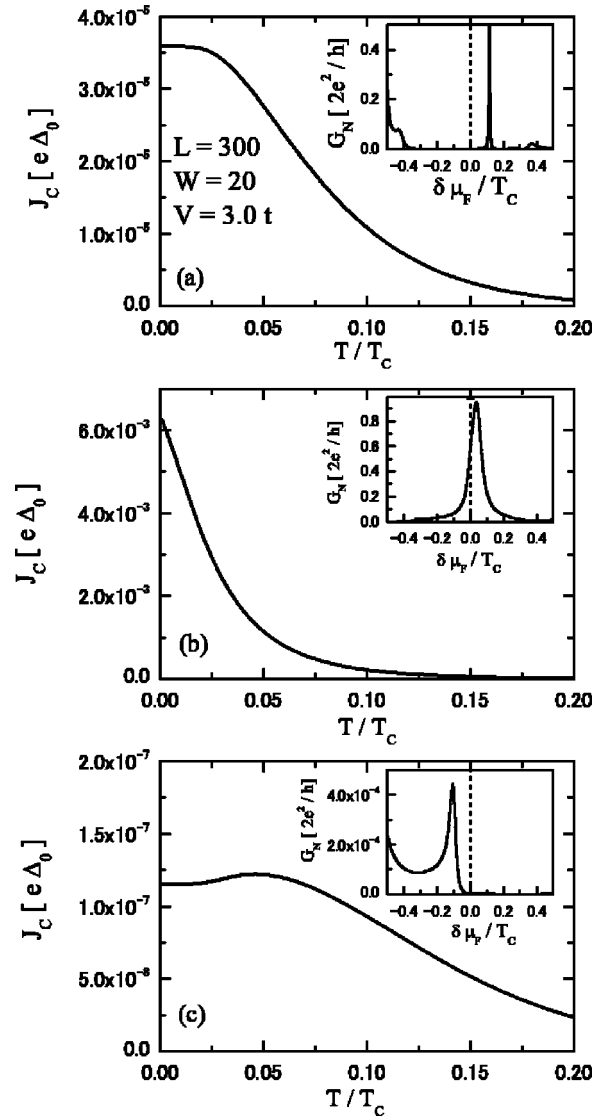 4.0x10⁻⁵
3.0x10⁻⁵
2.0x10⁻⁵
1.0x10⁻⁵
0.0
J_C [ e Δ₀ ]
L = 300
W = 20
V = 3.0 t
(a)
0.4
0.2
0.0
G_N [ 2e² / h ]
−0.4 −0.2 0.0 0.2 0.4
δ μ_F / T_C
0.00 0.05 0.10 0.15 0.20
T / T_C
6.0x10⁻³
4.0x10⁻³
2.0x10⁻³
0.0
J_C [ e Δ₀ ]
(b)
0.8
0.6
0.4
0.2
0.0
G_N [ 2e² / h ]
−0.4 −0.2 0.0 0.2 0.4
δ μ_F / T_C
0.00 0.05 0.10 0.15 0.20
T / T_C
2.0x10⁻⁷
1.5x10⁻⁷
1.0x10⁻⁷
5.0x10⁻⁸
0.0
J_C [ e Δ₀ ]
(c)
4.0x10⁻⁴
2.0x10⁻⁴
0.0
G_N [ 2e² / h ]
−0.4 −0.2 0.0 0.2 0.4
δ μ_F / T_C
0.00 0.05 0.10 0.15 0.20
T / T_C